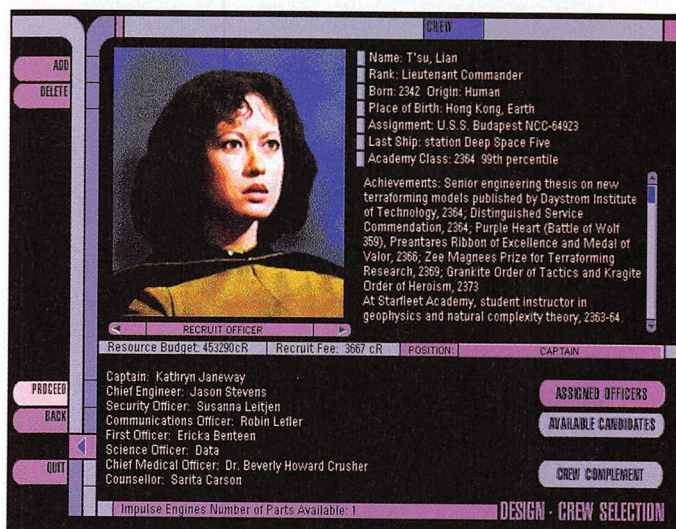 CREW
ADD
DELETE
Name: T'su, Lian
Rank: Lieutenant Commander
Born: 2342 Origin: Human
Place of Birth: Hong Kong, Earth
Assignment: U.S.S. Budapest NCC-64923
Last Ship: station Deep Space Five
Academy Class: 2364 99th percentile
Achievements: Senior engineering thesis on new
terraforming models published by Daystrom Institute
of Technology, 2364; Distinguished Service
Commendation, 2364; Purple Heart (Battle of Wolf
359), Preantares Ribbon of Excellence and Medal of
Valor, 2366; Zee Magnees Prize for Terraforming
Research, 2369; Grankite Order of Tactics and Kragite
Order of Heroism, 2373
At Starfleet Academy, student instructor in
geophysics and natural complexity theory, 2363-64.
RECRUIT OFFICER
Resource Budget: 453290cR Recruit Fee: 3667 cR POSITION: CAPTAIN
PROCEED
BACK
QUIT
Captain: Kathryn Janeway
Chief Engineer: Jason Stevens
Security Officer: Susanna Leitjen
Communications Officer: Robin Lefler
First Officer: Ericka Benteen
Science Officer: Data
Chief Medical Officer: Dr. Beverly Howard Crusher
Counsellor: Sarita Carson
ASSIGNED OFFICERS
AVAILABLE CANDIDATES
CREW COMPLEMENT
Impulse Engines Number of Parts Available: 1
DESIGN · CREW SELECTION